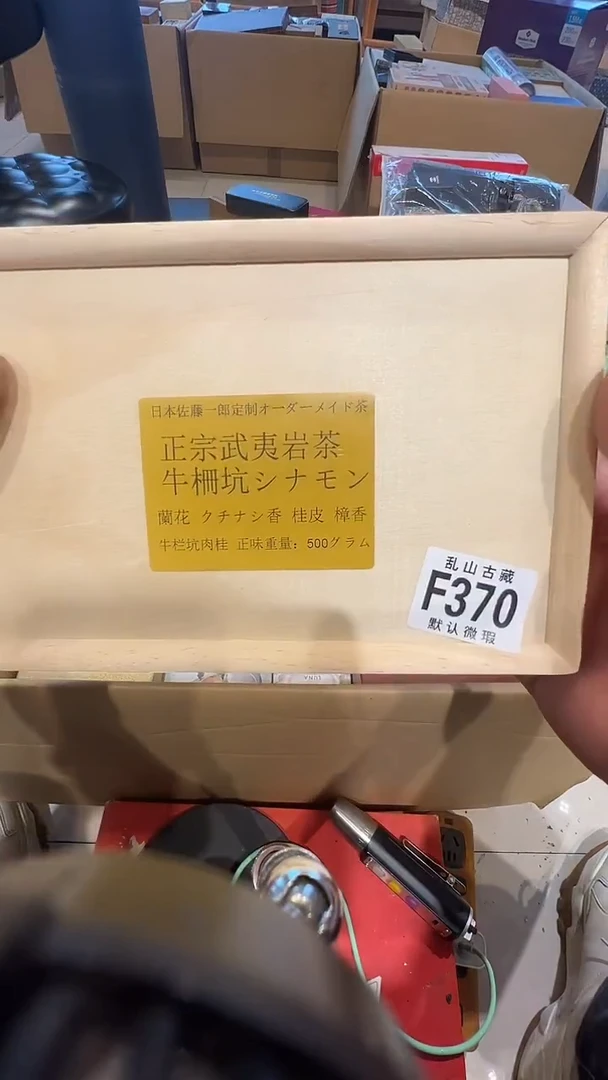 日本佐藤一郎定制オーダーメイド茶
正宗武夷岩茶
牛柵坑シナモン
蘭花 タチナシ香 桂皮 樟香
牛栏坑肉桂 正味重量：500グラム
乱山古藏
F370
默认微瑕
LUNA